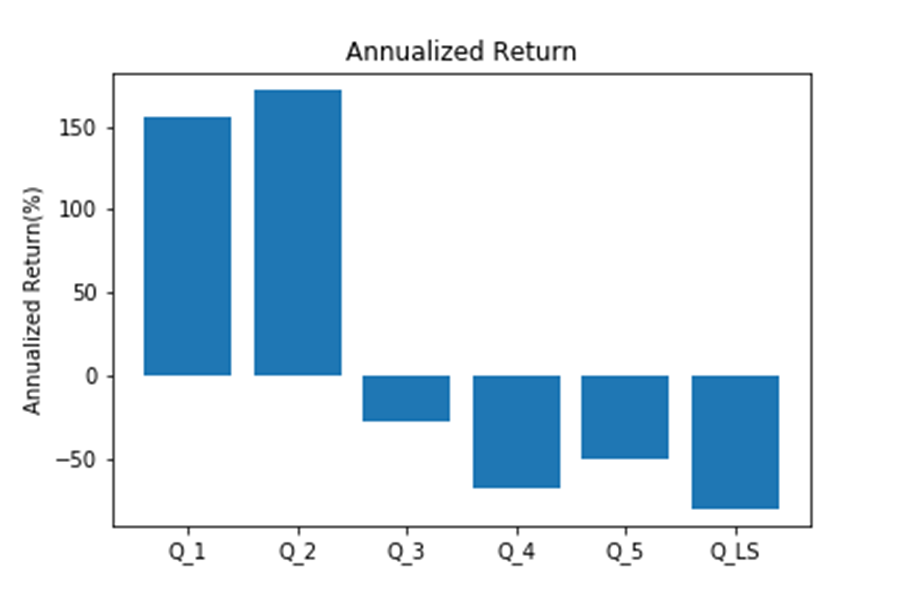 Annualized Return
Annualized Return(%)
150
100
50
0
−50
Q_1 Q_2 Q_3 Q_4 Q_5 Q_LS